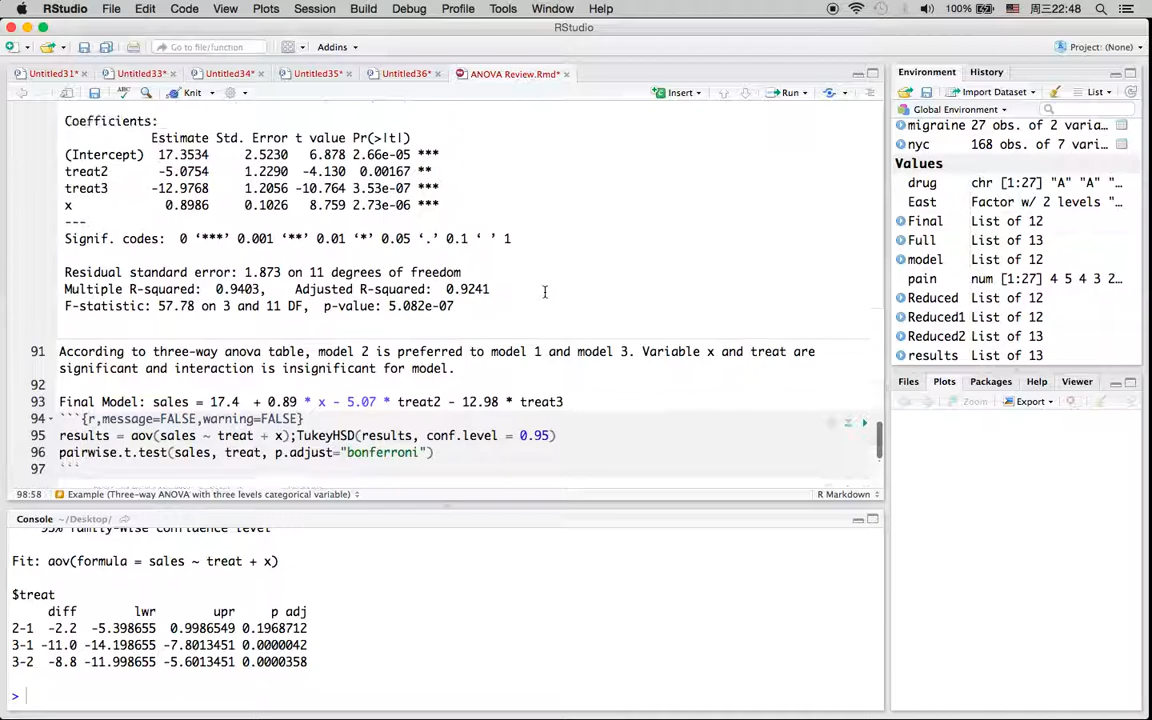 RStudio File Edit Code View Plots Session Build Debug Profile Tools Window Help 100% 周三22:48
RStudio
Go to file/function Addins Project: (None)
Untitled31* Untitled33* Untitled34* Untitled35* Untitled36* ANOVA Review.Rmd*
Knit Insert Run
Coefficients:
Estimate Std. Error t value Pr(>|t|)
(Intercept) 17.3534 2.5230 6.878 2.66e-05 ***
treat2 -5.0754 1.2290 -4.130 0.00167 **
treat3 -12.9768 1.2056 -10.764 3.53e-07 ***
x 0.8986 0.1026 8.759 2.73e-06 ***
---
Signif. codes: 0 ‘***’ 0.001 ‘**’ 0.01 ‘*’ 0.05 ‘.’ 0.1 ‘ ’ 1
Residual standard error: 1.873 on 11 degrees of freedom
Multiple R-squared: 0.9403, Adjusted R-squared: 0.9241
F-statistic: 57.78 on 3 and 11 DF, p-value: 5.082e-07
91 According to three-way anova table, model 2 is preferred to model 1 and model 3. Variable x and treat are
significant and interaction is insignificant for model.
92
93 Final Model: sales = 17.4 + 0.89 * x - 5.07 * treat2 - 12.98 * treat3
94 ```{r,message=FALSE,warning=FALSE}
95 results = aov(sales ~ treat + x);TukeyHSD(results, conf.level = 0.95)
96 pairwise.t.test(sales, treat, p.adjust="bonferroni")
97 ```
98:58 Example (Three-way ANOVA with three levels categorical variable) R Markdown
Console ~/Desktop/
95% family-wise confidence level
Fit: aov(formula = sales ~ treat + x)
$treat
diff lwr upr p adj
2-1 -2.2 -5.398655 0.9986549 0.1968712
3-1 -11.0 -14.198655 -7.8013451 0.0000042
3-2 -8.8 -11.998655 -5.6013451 0.0000358
>
Environment History
Import Dataset List
Global Environment
migraine 27 obs. of 2 varia…
nyc 168 obs. of 7 vari…
Values
drug chr [1:27] "A" "A" "…
East Factor w/ 2 levels "…
Final List of 12
Full List of 13
model List of 12
pain num [1:27] 4 5 4 3 2…
Reduced List of 12
Reduced1 List of 12
Reduced2 List of 13
results List of 13
Files Plots Packages Help Viewer
Zoom Export